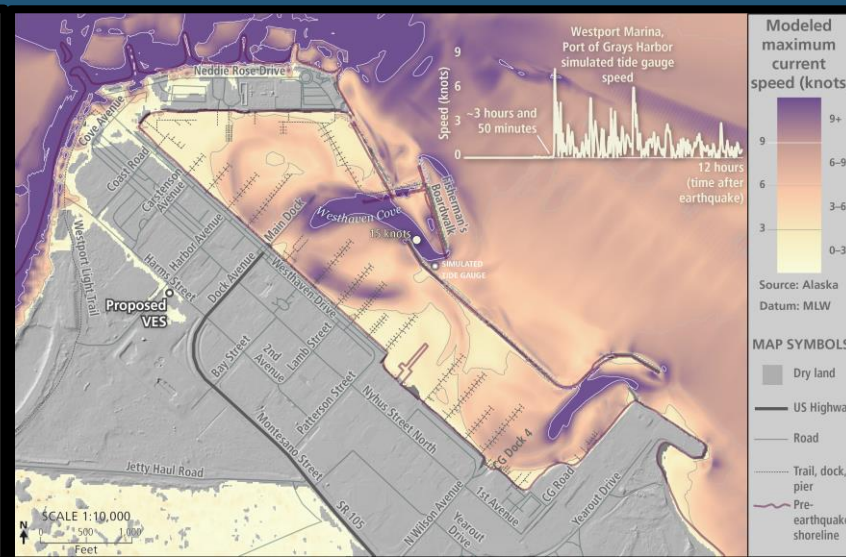 Neddie Rose Drive
Cove Avenue
Coast Road
Carstenson
Avenue
Harbor Avenue
Main Dock
Westhaven Cove
Fisherman's
Boardwalk
15 knots
SIMULATED
TIDE GAUGE
Westport Light Trail
Harms Street
Dock Avenue
Westhaven Drive
Proposed
VES
Bay Street
2nd
Avenue
Lamb Street
Patterson Street
Nyhus Street North
Montesano Street
Jetty Haul Road
SR 105
N Wilson Avenue
1st Avenue
Yearout
Drive
CG Dock 4
CG Road
Yearout Drive
SCALE 1:10,000
N
0 500 1,000
Feet
Westport Marina,
Port of Grays Harbor
simulated tide gauge
speed
Speed (knots)
9
6
3
0
~3 hours and
50 minutes
12 hours
(time after
earthquake)
Modeled
maximum
current
speed (knots
9+
9
6-9
6
3-6
3
0-3
Source: Alaska
Datum: MLW
MAP SYMBOLS
Dry land
US Highwa
Road
Trail, dock,
pier
Pre-
earthquake
shoreline